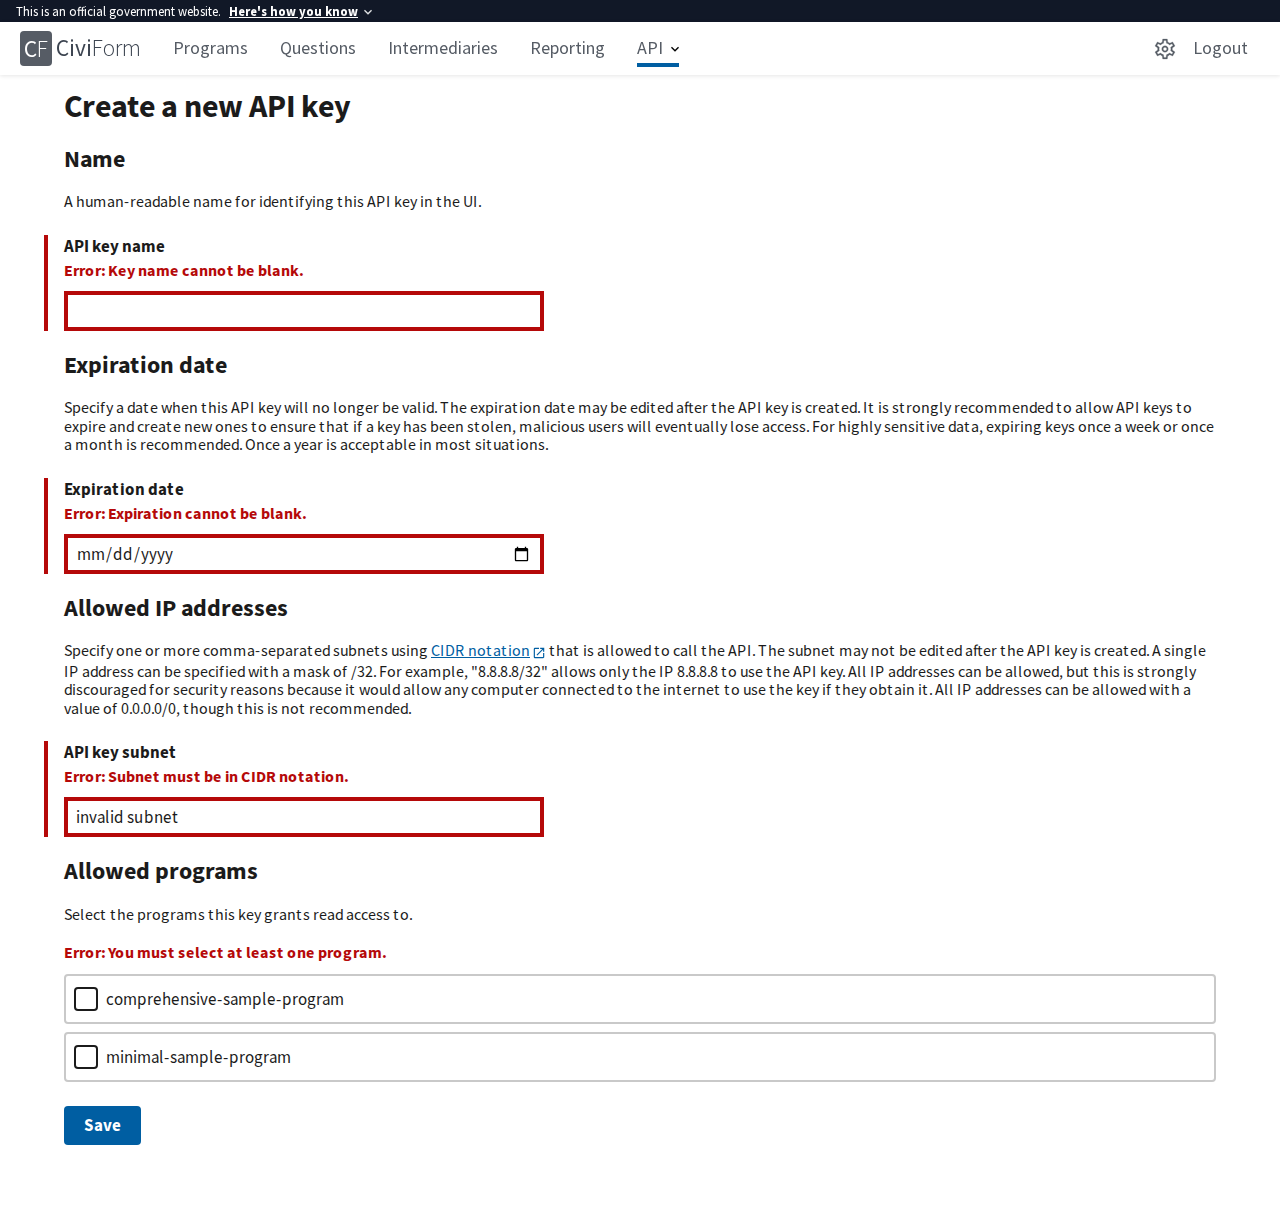 This is an official government website. Here's how you know
CF CiviForm Programs Questions Intermediaries Reporting API Logout
Create a new API key
Name
A human-readable name for identifying this API key in the UI.
API key name
Error: Key name cannot be blank.
Expiration date
Specify a date when this API key will no longer be valid. The expiration date may be edited after the API key is created. It is strongly recommended to allow API keys to
expire and create new ones to ensure that if a key has been stolen, malicious users will eventually lose access. For highly sensitive data, expiring keys once a week or once
a month is recommended. Once a year is acceptable in most situations.
Expiration date
Error: Expiration cannot be blank.
mm/dd/yyyy
Allowed IP addresses
Specify one or more comma-separated subnets using CIDR notation that is allowed to call the API. The subnet may not be edited after the API key is created. A single
IP address can be specified with a mask of /32. For example, "8.8.8.8/32" allows only the IP 8.8.8.8 to use the API key. All IP addresses can be allowed, but this is strongly
discouraged for security reasons because it would allow any computer connected to the internet to use the key if they obtain it. All IP addresses can be allowed with a
value of 0.0.0.0/0, though this is not recommended.
API key subnet
Error: Subnet must be in CIDR notation.
invalid subnet
Allowed programs
Select the programs this key grants read access to.
Error: You must select at least one program.
comprehensive-sample-program
minimal-sample-program
Save